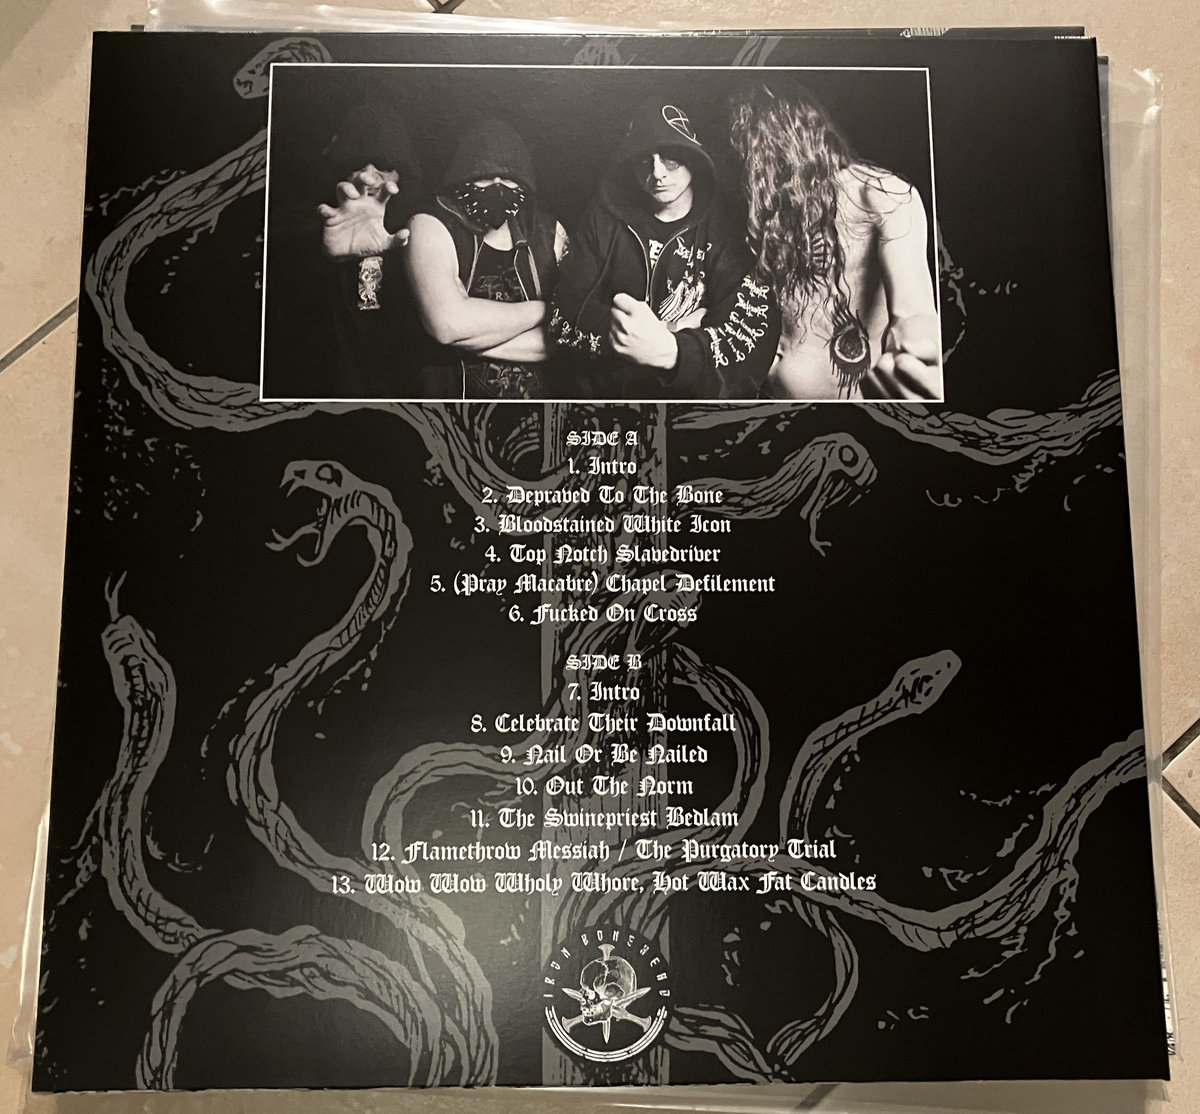 SIDE A
1. Intro
2. Depraved To The Bone
3. Bloodstained White Icon
4. Top Notch Slavedriver
5. (Pray Macabre) Chapel Defilement
6. Fucked On Cross
SIDE B
7. Intro
8. Celebrate Their Downfall
9. Nail Or Be Nailed
10. Out The Norm
11. The Swinepriest Bedlam
12. Flamethrow Messiah / The Purgatory Trial
13. Wow Wow Wholy Whore, Hot Wax Fat Candles
IRON BONEHEAD